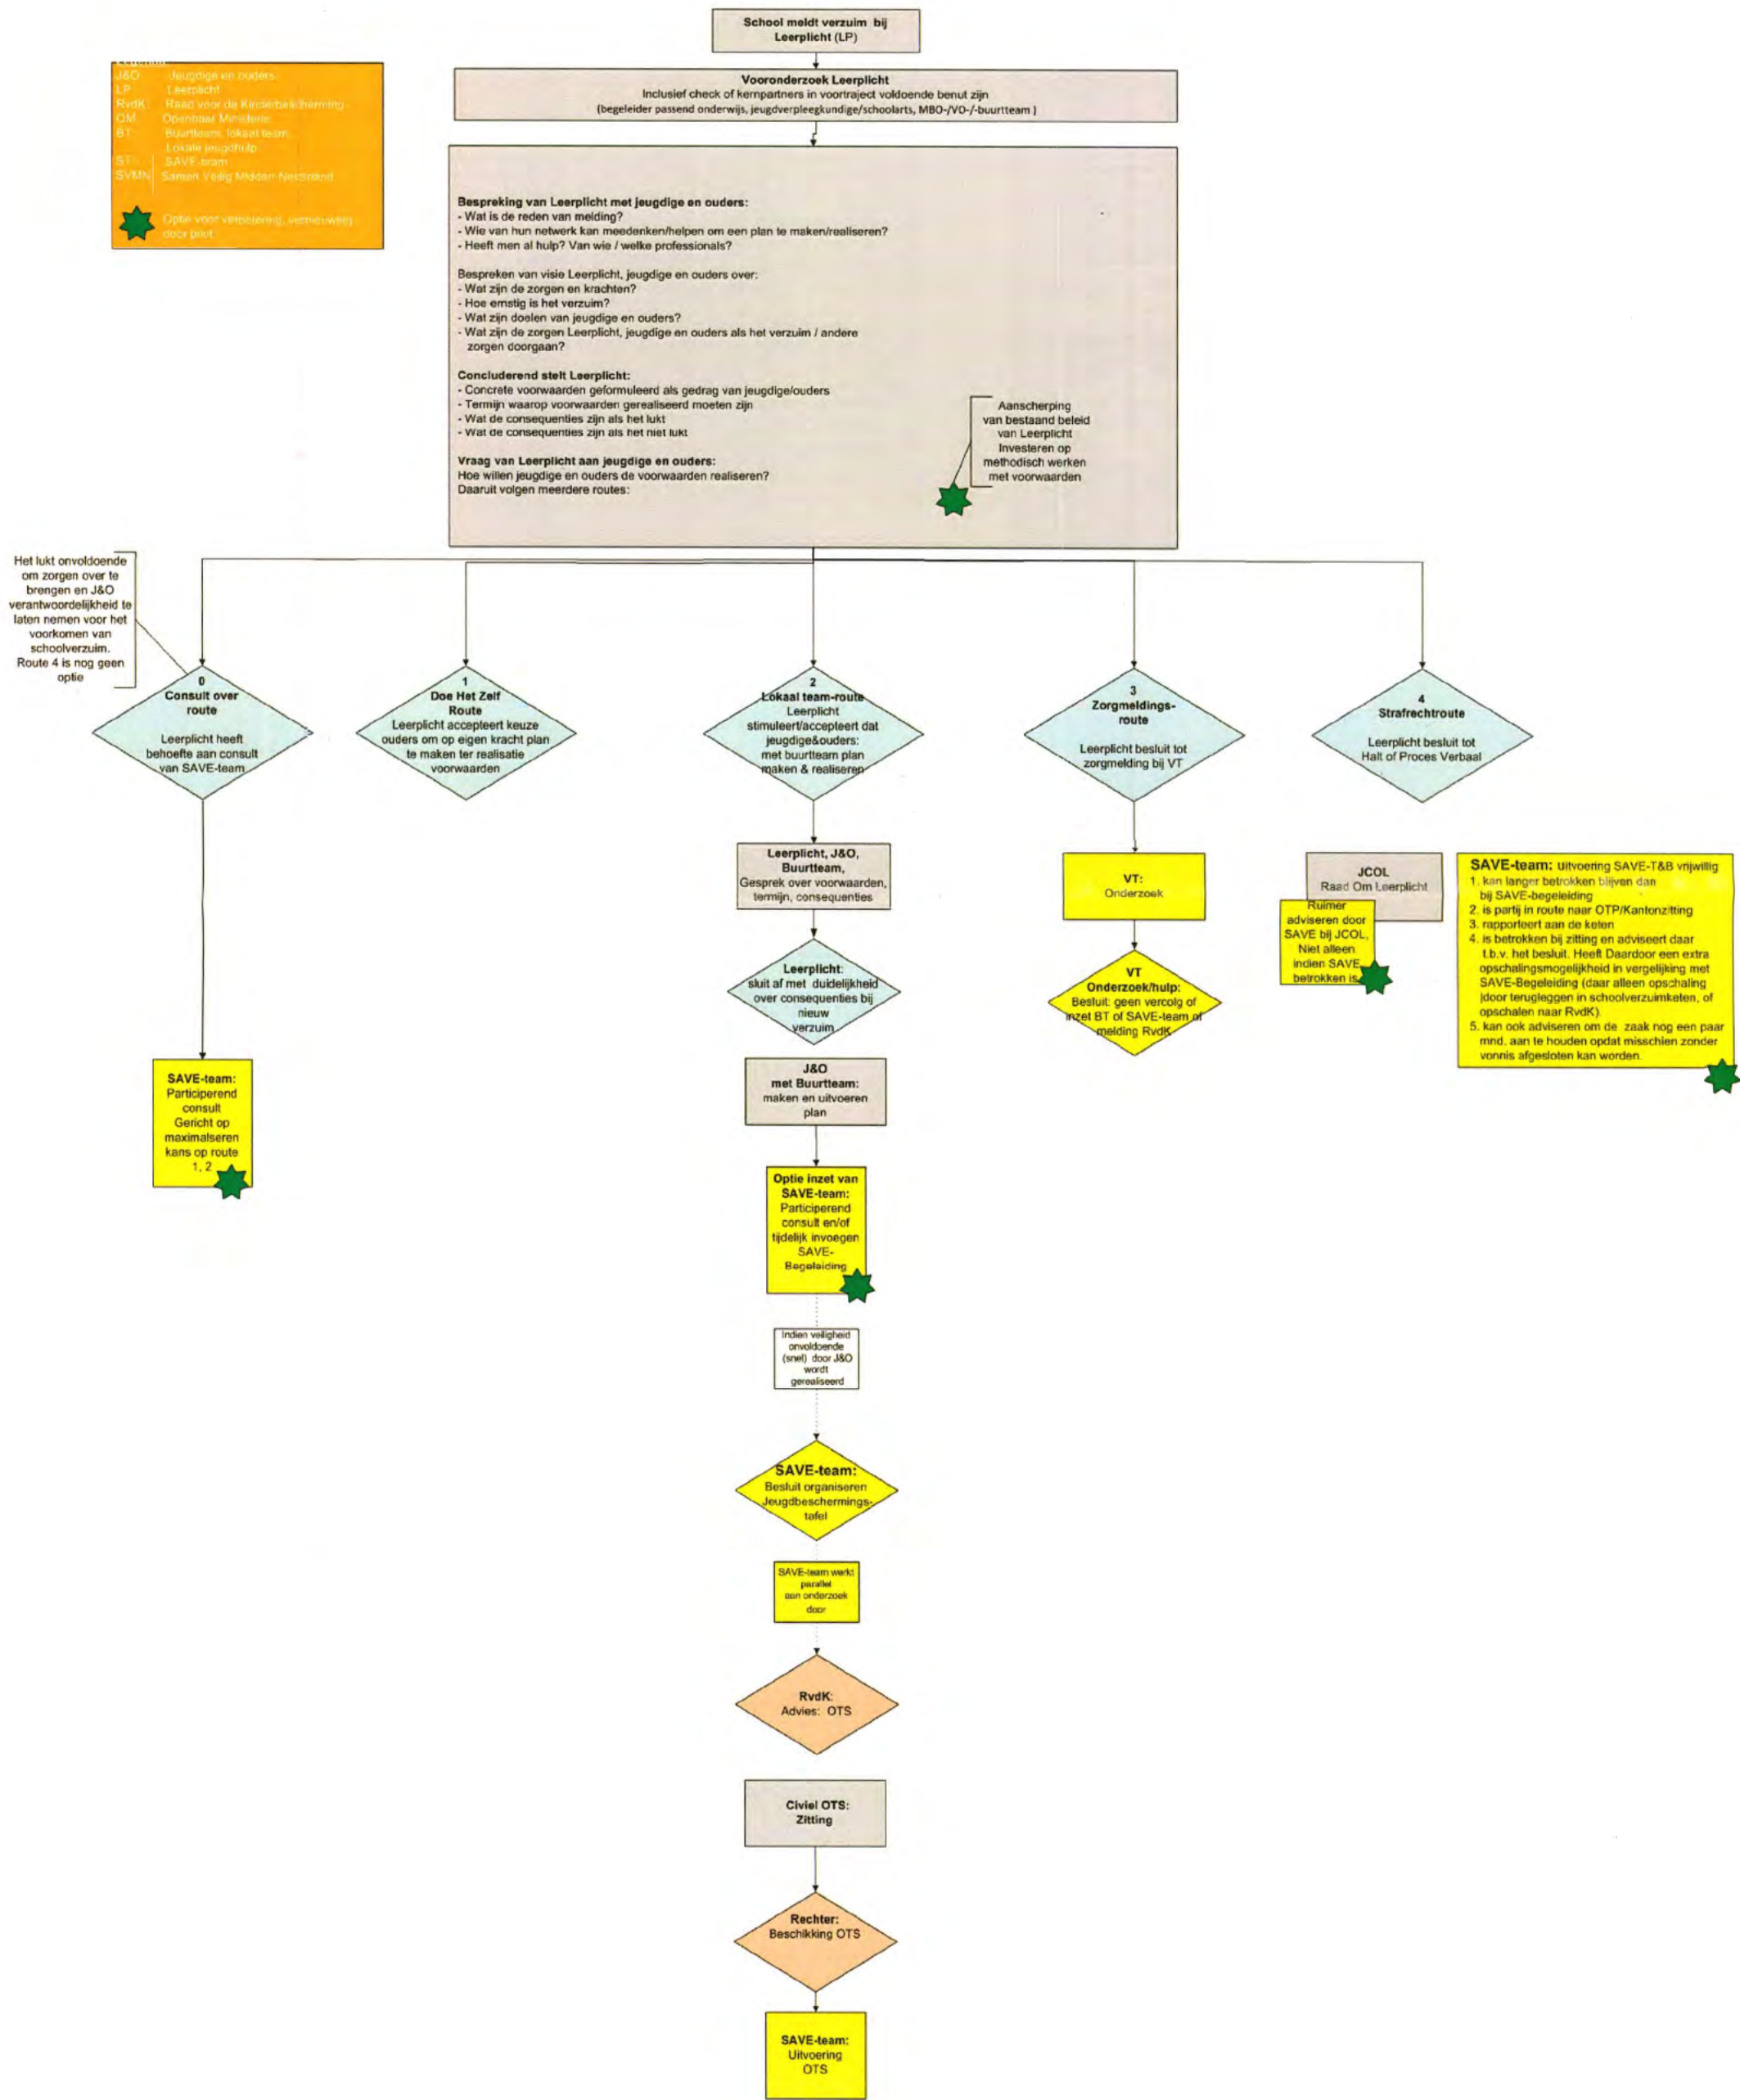 School meldt verzuim bij
Leerplicht (LP)
Legenda
J&O Jeugdige en ouders
LP Leerplicht
RvdK Raad voor de Kinderbescherming
OM Openbaar Ministerie
BT Buurtteam, lokaal team,
Lokale jeugdhulp
ST SAVE-team
SVMN Samen Veilig Midden-Nederland
Optie voor verbetering, vernieuwing
door pilot
Vooronderzoek Leerplicht
Inclusief check of kernpartners in voortraject voldoende benut zijn
(begeleider passend onderwijs, jeugdverpleegkundige/schoolarts, MBO-/VO-/-buurtteam )
Bespreking van Leerplicht met jeugdige en ouders:
- Wat is de reden van melding?
- Wie van hun netwerk kan meedenken/helpen om een plan te maken/realiseren?
- Heeft men al hulp? Van wie / welke professionals?
Bespreken van visie Leerplicht, jeugdige en ouders over:
- Wat zijn de zorgen en krachten?
- Hoe ernstig is het verzuim?
- Wat zijn doelen van jeugdige en ouders?
- Wat zijn de zorgen Leerplicht, jeugdige en ouders als het verzuim / andere
zorgen doorgaan?
Concluderend stelt Leerplicht:
- Concrete voorwaarden geformuleerd als gedrag van jeugdige/ouders
- Termijn waarop voorwaarden gerealiseerd moeten zijn
- Wat de consequenties zijn als het lukt
- Wat de consequenties zijn als het niet lukt
Vraag van Leerplicht aan jeugdige en ouders:
Hoe willen jeugdige en ouders de voorwaarden realiseren?
Daaruit volgen meerdere routes:
Aanscherping
van bestaand beleid
van Leerplicht
Investeren op
methodisch werken
met voorwaarden
Het lukt onvoldoende
om zorgen over te
brengen en J&O
verantwoordelijkheid te
laten nemen voor het
voorkomen van
schoolverzuim.
Route 4 is nog geen
optie
0
Consult over
route
Leerplicht heeft
behoefte aan consult
van SAVE-team
1
Doe Het Zelf
Route
Leerplicht accepteert keuze
ouders om op eigen kracht plan
te maken ter realisatie
voorwaarden
2
Lokaal team-route
Leerplicht
stimuleert/accepteert dat
jeugdige&ouders:
met buurtteam plan
maken & realiseren
3
Zorgmeldings-
route
Leerplicht besluit tot
zorgmelding bij VT
4
Strafrechtroute
Leerplicht besluit tot
Halt of Proces Verbaal
Leerplicht, J&O,
Buurtteam,
Gesprek over voorwaarden,
termijn, consequenties
VT:
Onderzoek
JCOL
Raad Om Leerplicht
Ruimer
adviseren door
SAVE bij JCOL,
Niet alleen
indien SAVE
betrokken is
SAVE-team: uitvoering SAVE-T&B vrijwillig
1. kan langer betrokken blijven dan
bij SAVE-begeleiding
2. is partij in route naar OTP/Kantonzitting
3. rapporteert aan de keten
4. is betrokken bij zitting en adviseert daar
t.b.v. het besluit. Heeft Daardoor een extra
opschalingsmogelijkheid in vergelijking met
SAVE-Begeleiding (daar alleen opschaling
|door terugleggen in schoolverzuimketen, of
opschalen naar RvdK).
5. kan ook adviseren om de zaak nog een paar
mnd. aan te houden opdat misschien zonder
vonnis afgesloten kan worden.
Leerplicht:
sluit af met duidelijkheid
over consequenties bij
nieuw
verzuim
VT
Onderzoek/hulp:
Besluit: geen vercolg of
inzet BT of SAVE-team of
melding RvdK
SAVE-team:
Participerend
consult
Gericht op
maximalseren
kans op route
1, 2
J&O
met Buurtteam:
maken en uitvoeren
plan
Optie inzet van
SAVE-team:
Participerend
consult en/of
tijdelijk invoegen
SAVE-
Begeleiding
Indien veiligheid
onvoldoende
(snel) door J&O
wordt
gerealiseerd
SAVE-team:
Besluit organiseren
Jeugdbeschermings-
tafel
SAVE-team werkt
parallel
aan onderzoek
door
RvdK:
Advies: OTS
Civiel OTS:
Zitting
Rechter:
Beschikking OTS
SAVE-team:
Uitvoering
OTS